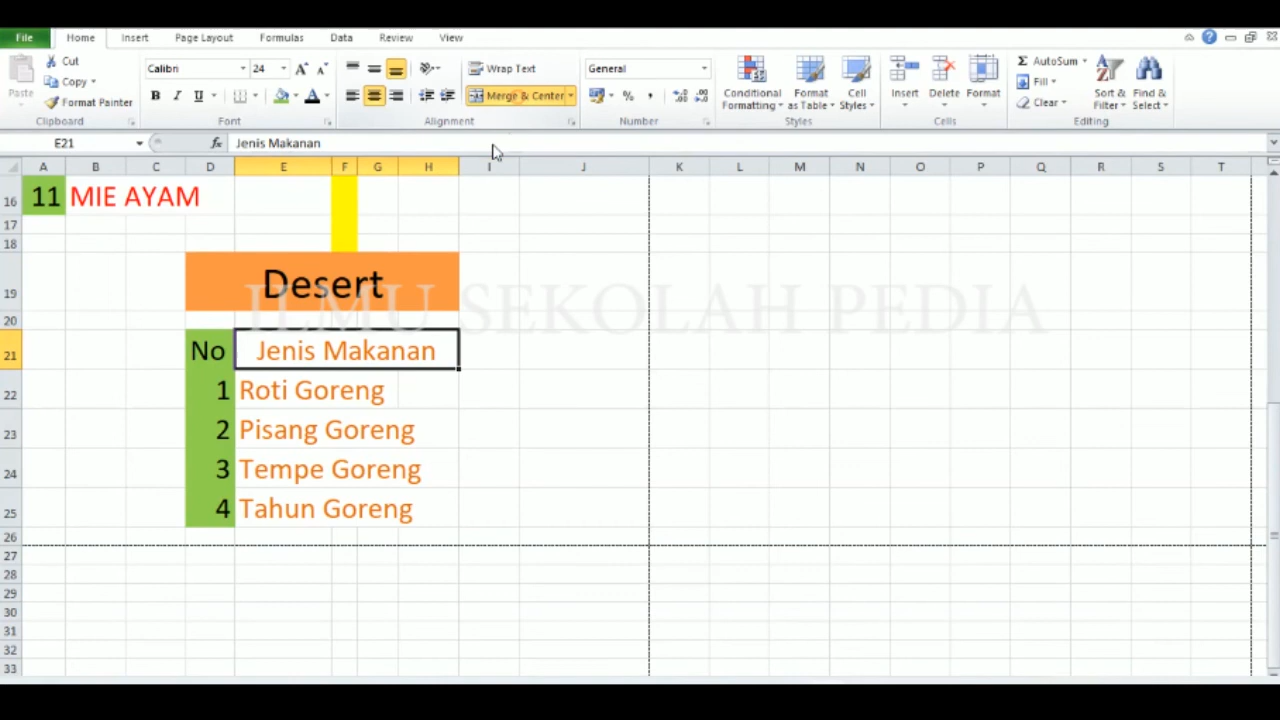 File Home Insert Page Layout Formulas Data Review View
Paste
Cut
Copy
Format Painter
Clipboard
Calibri 24
B I U
Font
Wrap Text
Merge & Center
Alignment
General
%
Number
Conditional Formatting
Format as Table
Cell Styles
Styles
Insert Delete Format
Cells
AutoSum
Fill
Clear
Sort & Filter
Find & Select
Editing
E21 fx Jenis Makanan
A B C D E F G H I J K L M N O P Q R S T
16 11 MIE AYAM
17
18
19 Desert
ILMU SEKOLAH PEDIA
20
21 No Jenis Makanan
22 1 Roti Goreng
23 2 Pisang Goreng
24 3 Tempe Goreng
25 4 Tahun Goreng
26
27
28
29
30
31
32
33